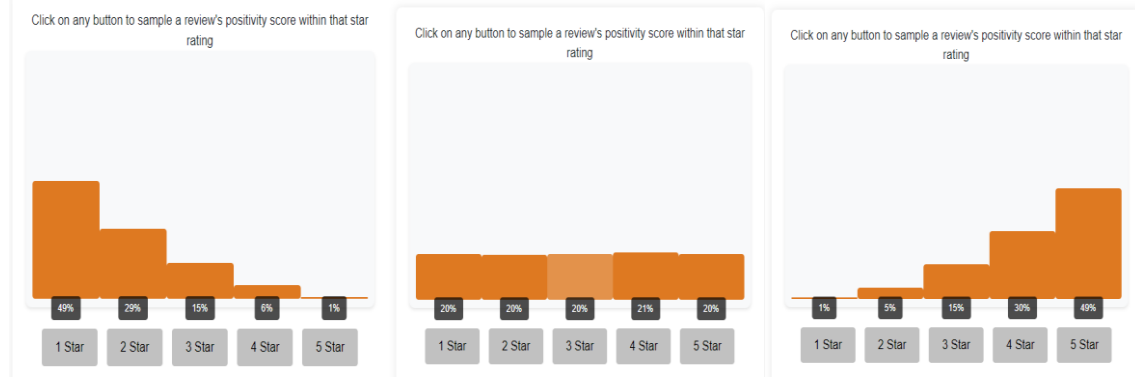 Click on any button to sample a review's positivity score within that star
rating
49% 29% 15% 6% 1%
1 Star 2 Star 3 Star 4 Star 5 Star
Click on any button to sample a review's positivity score within that star
rating
20% 20% 20% 21% 20%
1 Star 2 Star 3 Star 4 Star 5 Star
Click on any button to sample a review's positivity score within that star
rating
1% 5% 15% 30% 49%
1 Star 2 Star 3 Star 4 Star 5 Star